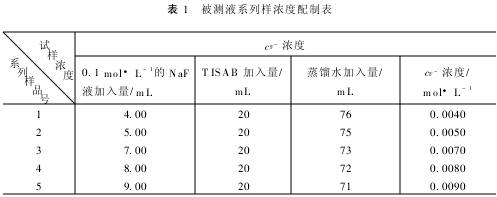 表 1 被测液系列样浓度配制表
试样浓度
系列样品号
cF- 浓度
0.1 mol• L-1的 NaF
液加入量/ mL
TISAB 加入量/
mL
蒸馏水加入量/
mL
cF- 浓度/
mol• L-1
1 4.00 20 76 0.0040
2 5.00 20 75 0.0050
3 7.00 20 73 0.0070
4 8.00 20 72 0.0080
5 9.00 20 71 0.0090